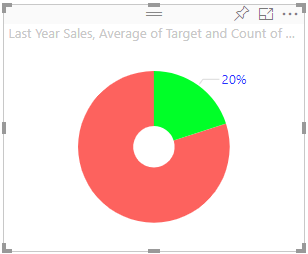 Last Year Sales, Average of Target and Count of ...
20%